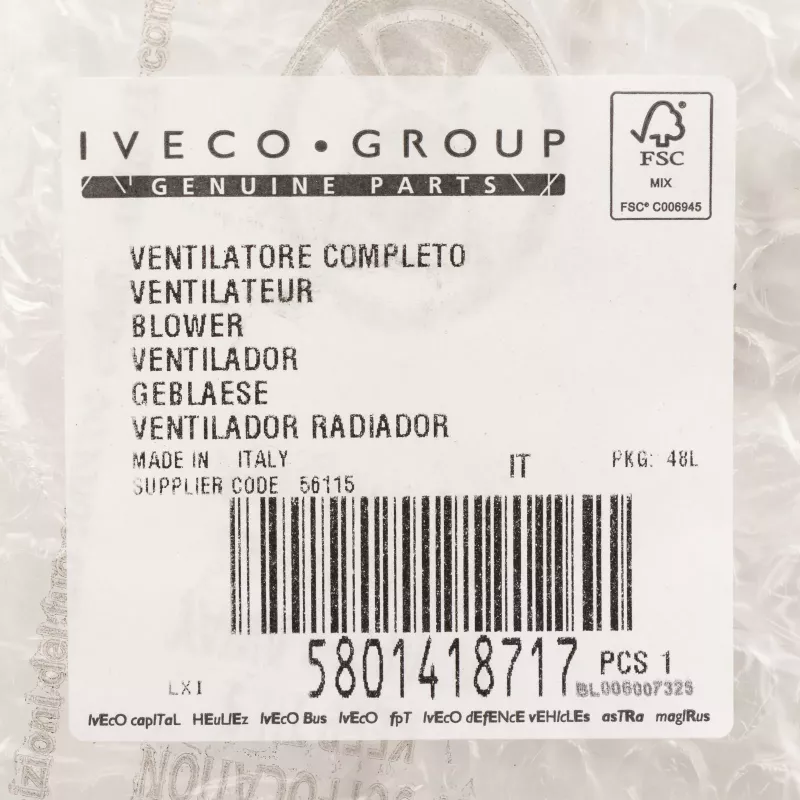 IVECO • GROUP
GENUINE PARTS
FSC
MIX
FSC® C006945
VENTILATORE COMPLETO
VENTILATEUR
BLOWER
VENTILADOR
GEBLAESE
VENTILADOR RADIADOR
MADE IN ITALY IT PKG: 48L
SUPPLIER CODE 56115
5801418717 PCS 1
LXI BL006007325
IVECO capITaL HEuLIEz IVECO Bus IVECO fpT IVECO dEfENcE vEHIcLEs asTRa magIRus